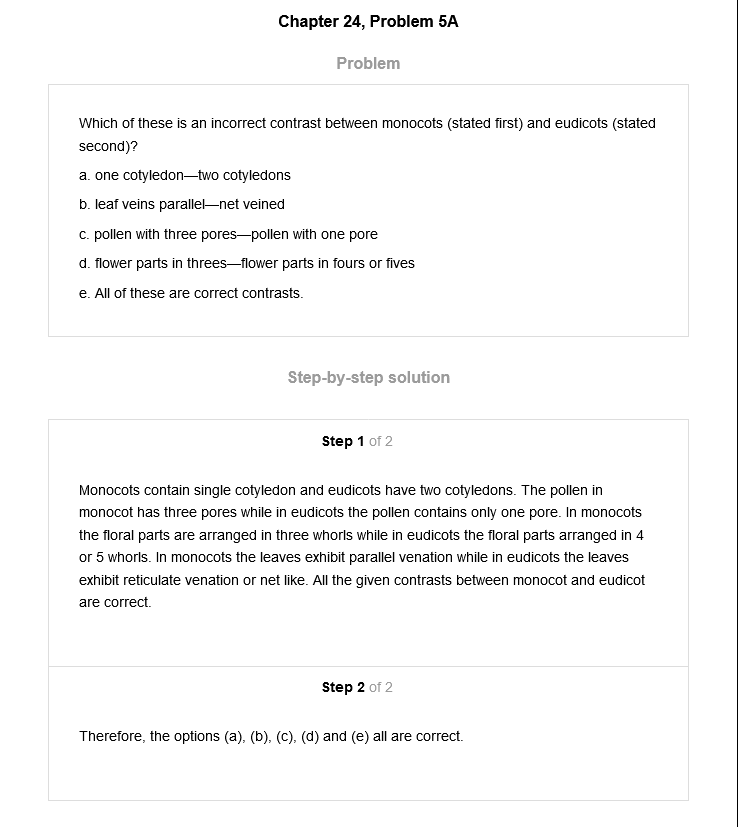 Chapter 24, Problem 5A
Problem
Which of these is an incorrect contrast between monocots (stated first) and eudicots (stated
second)?
a. one cotyledon—two cotyledons
b. leaf veins parallel—net veined
c. pollen with three pores—pollen with one pore
d. flower parts in threes—flower parts in fours or fives
e. All of these are correct contrasts.
Step-by-step solution
Step 1 of 2
Monocots contain single cotyledon and eudicots have two cotyledons. The pollen in
monocot has three pores while in eudicots the pollen contains only one pore. In monocots
the floral parts are arranged in three whorls while in eudicots the floral parts arranged in 4
or 5 whorls. In monocots the leaves exhibit parallel venation while in eudicots the leaves
exhibit reticulate venation or net like. All the given contrasts between monocot and eudicot
are correct.
Step 2 of 2
Therefore, the options (a), (b), (c), (d) and (e) all are correct.